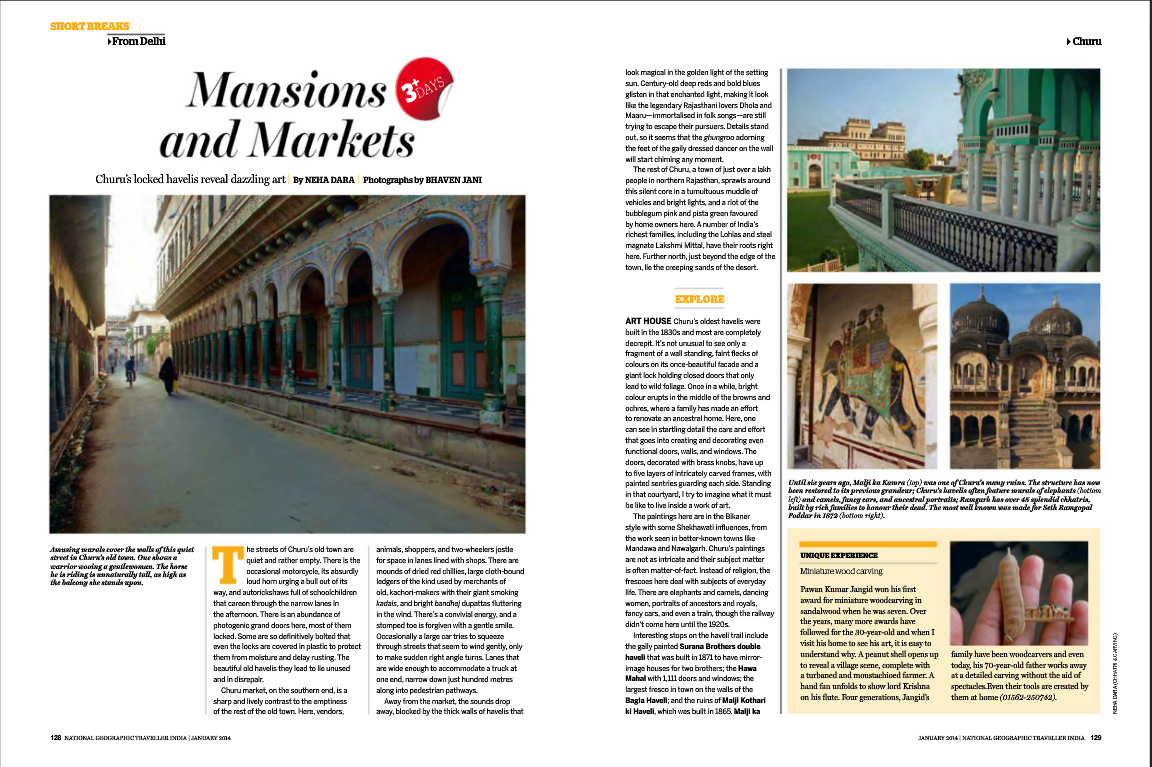 SHORT BREAKS
From Delhi
Mansions
and Markets
3+ DAYS
Churu's locked havelis reveal dazzling art | By NEHA DARA | Photographs by BHAVEN JANI
Amusing murals cover the walls of this quiet
street in Churu's old town. One shows a
warrior wooing a gentlewoman. The horse
he is riding is unnaturally tall, as high as
the balcony she stands upon.
The streets of Churu's old town are
quiet and rather empty. There is the
occasional motorcycle, its absurdly
loud horn urging a bull out of its
way, and autorickshaws full of schoolchildren
that careen through the narrow lanes in
the afternoon. There is an abundance of
photogenic grand doors here, most of them
locked. Some are so definitively bolted that
even the locks are covered in plastic to protect
them from moisture and delay rusting. The
beautiful old havelis they lead to lie unused
and in disrepair.
Churu market, on the southern end, is a
sharp and lively contrast to the emptiness
of the rest of the old town. Here, vendors,
animals, shoppers, and two-wheelers jostle
for space in lanes lined with shops. There are
mounds of dried red chillies, large cloth-bound
ledgers of the kind used by merchants of
old, kachori-makers with their giant smoking
kadais, and bright bandhej dupattas fluttering
in the wind. There's a convivial energy, and a
stomped toe is forgiven with a gentle smile.
Occasionally a large car tries to squeeze
through streets that seem to wind gently, only
to make sudden right angle turns. Lanes that
are wide enough to accommodate a truck at
one end, narrow down just hundred metres
along into pedestrian pathways.
Away from the market, the sounds drop
away, blocked by the thick walls of havelis that
128 NATIONAL GEOGRAPHIC TRAVELLER INDIA | JANUARY 2014
Churu
look magical in the golden light of the setting
sun. Century-old deep reds and bold blues
glisten in that enchanted light, making it look
like the legendary Rajasthani lovers Dhola and
Maaru—immortalised in folk songs—are still
trying to escape their pursuers. Details stand
out, so it seems that the ghungroo adorning
the feet of the gaily dressed dancer on the wall
will start chiming any moment.
The rest of Churu, a town of just over a lakh
people in northern Rajasthan, sprawls around
this silent core in a tumultuous muddle of
vehicles and bright lights, and a riot of the
bubblegum pink and pista green favoured
by home owners here. A number of India's
richest families, including the Lohias and steel
magnate Lakshmi Mittal, have their roots right
here. Further north, just beyond the edge of the
town, lie the creeping sands of the desert.
EXPLORE
ART HOUSE Churu's oldest havelis were
built in the 1830s and most are completely
decrepit. It's not unusual to see only a
fragment of a wall standing, faint flecks of
colours on its once-beautiful facade and a
giant lock holding closed doors that only
lead to wild foliage. Once in a while, bright
colour erupts in the middle of the browns and
ochres, where a family has made an effort
to renovate an ancestral home. Here, one
can see in startling detail the care and effort
that goes into creating and decorating even
functional doors, walls, and windows. The
doors, decorated with brass knobs, have up
to five layers of intricately carved frames, with
painted sentries guarding each side. Standing
in that courtyard, I try to imagine what it must
be like to live inside a work of art.
The paintings here are in the Bikaner
style with some Shekhawati influences, from
the work seen in better-known towns like
Mandawa and Nawalgarh. Churu's paintings
are not as intricate and their subject matter
is often matter-of-fact. Instead of religion, the
frescoes here deal with subjects of everyday
life. There are elephants and camels, dancing
women, portraits of ancestors and royals,
fancy cars, and even a train, though the railway
didn't come here until the 1920s.
Interesting stops on the haveli trail include
the gaily painted Surana Brothers double
haveli that was built in 1871 to have mirror-
image houses for two brothers; the Hawa
Mahal with 1,111 doors and windows; the
largest fresco in town on the walls of the
Bagla Haveli; and the ruins of Malji Kothari
ki Haveli, which was built in 1865. Malji ka
Until six years ago, Malji ka Kamra (top) was one of Churu's many ruins. The structure has now
been restored to its previous grandeur; Churu's havelis often feature murals of elephants (bottom
left) and camels, fancy cars, and ancestral portraits; Ramgarh has over 45 splendid chhatris,
built by rich families to honour their dead. The most well known was made for Seth Ramgopal
Poddar in 1872 (bottom right).
UNIQUE EXPERIENCE
Miniature wood carving
Pawan Kumar Jangid won his first
award for miniature woodcarving in
sandalwood when he was seven. Over
the years, many more awards have
followed for the 30-year-old and when I
visit his home to see his art, it is easy to
understand why. A peanut shell opens up
to reveal a village scene, complete with
a turbaned and moustachioed farmer. A
hand fan unfolds to show lord Krishna
on his flute. Four generations, Jangid's
family have been woodcarvers and even
today, his 70-year-old father works away
at a detailed carving without the aid of
spectacles.Even their tools are created by
them at home (01562-250742).
NEHA DARA (CHHATRI & CARVING)
JANUARY 2014 | NATIONAL GEOGRAPHIC TRAVELLER INDIA 129